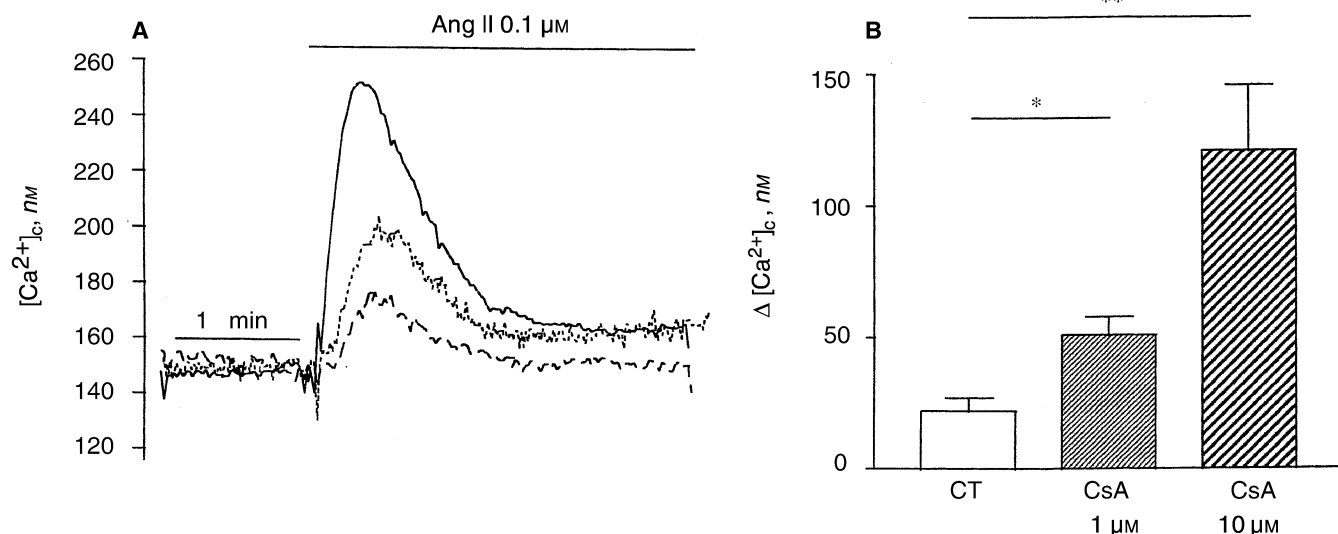 A
Ang II 0.1 µM
260
240
220
200
180
160
140
120
[Ca2+]c, nM
1 min
**
B
*
150
100
50
0
Δ [Ca2+]c, nM
CT
CsA
1 µM
CsA
10 µM